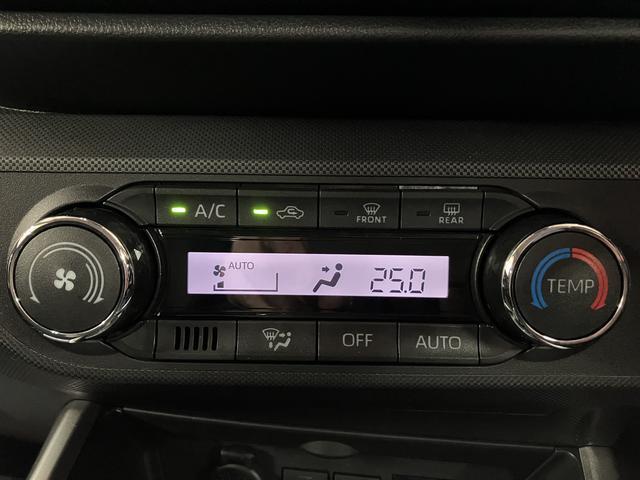 A/C
FRONT
REAR
AUTO
25.0
TEMP
OFF
AUTO